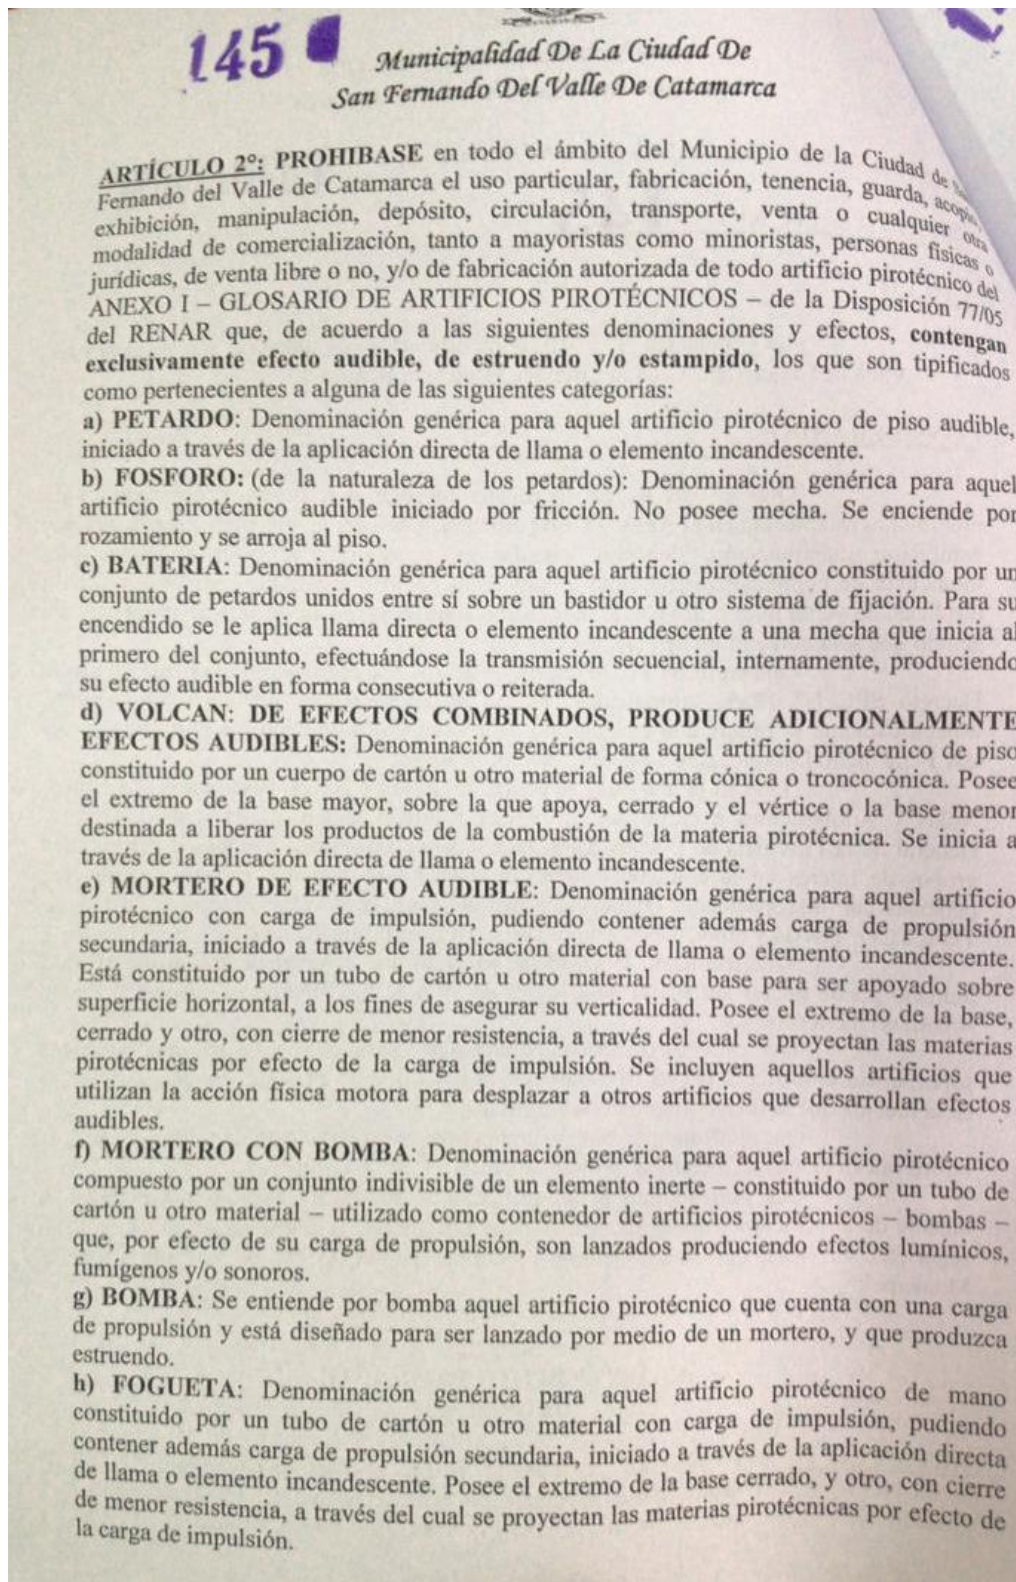 145
Municipalidad De La Ciudad De
San Fernando Del Valle De Catamarca
ARTÍCULO 2º: PROHIBASE en todo el ámbito del Municipio de la Ciudad de
Fernando del Valle de Catamarca el uso particular, fabricación, tenencia, guarda, acopio,
exhibición, manipulación, depósito, circulación, transporte, venta o cualquier otra
modalidad de comercialización, tanto a mayoristas como minoristas, personas físicas o
jurídicas, de venta libre o no, y/o de fabricación autorizada de todo artificio pirotécnico del
ANEXO I – GLOSARIO DE ARTIFICIOS PIROTÉCNICOS – de la Disposición 77/05
del RENAR que, de acuerdo a las siguientes denominaciones y efectos, contengan
exclusivamente efecto audible, de estruendo y/o estampido, los que son tipificados
como pertenecientes a alguna de las siguientes categorías:
a) PETARDO: Denominación genérica para aquel artificio pirotécnico de piso audible,
iniciado a través de la aplicación directa de llama o elemento incandescente.
b) FOSFORO: (de la naturaleza de los petardos): Denominación genérica para aquel
artificio pirotécnico audible iniciado por fricción. No posee mecha. Se enciende por
rozamiento y se arroja al piso.
c) BATERIA: Denominación genérica para aquel artificio pirotécnico constituido por un
conjunto de petardos unidos entre sí sobre un bastidor u otro sistema de fijación. Para su
encendido se le aplica llama directa o elemento incandescente a una mecha que inicia al
primero del conjunto, efectuándose la transmisión secuencial, internamente, produciendo
su efecto audible en forma consecutiva o reiterada.
d) VOLCAN: DE EFECTOS COMBINADOS, PRODUCE ADICIONALMENTE
EFECTOS AUDIBLES: Denominación genérica para aquel artificio pirotécnico de piso
constituido por un cuerpo de cartón u otro material de forma cónica o troncocónica. Posee
el extremo de la base mayor, sobre la que apoya, cerrado y el vértice o la base menor
destinada a liberar los productos de la combustión de la materia pirotécnica. Se inicia a
través de la aplicación directa de llama o elemento incandescente.
e) MORTERO DE EFECTO AUDIBLE: Denominación genérica para aquel artificio
pirotécnico con carga de impulsión, pudiendo contener además carga de propulsión
secundaria, iniciado a través de la aplicación directa de llama o elemento incandescente.
Está constituido por un tubo de cartón u otro material con base para ser apoyado sobre
superficie horizontal, a los fines de asegurar su verticalidad. Posee el extremo de la base,
cerrado y otro, con cierre de menor resistencia, a través del cual se proyectan las materias
pirotécnicas por efecto de la carga de impulsión. Se incluyen aquellos artificios que
utilizan la acción física motora para desplazar a otros artificios que desarrollan efectos
audibles.
f) MORTERO CON BOMBA: Denominación genérica para aquel artificio pirotécnico
compuesto por un conjunto indivisible de un elemento inerte – constituido por un tubo de
cartón u otro material – utilizado como contenedor de artificios pirotécnicos – bombas –
que, por efecto de su carga de propulsión, son lanzados produciendo efectos lumínicos,
fumígenos y/o sonoros.
g) BOMBA: Se entiende por bomba aquel artificio pirotécnico que cuenta con una carga
de propulsión y está diseñado para ser lanzado por medio de un mortero, y que produzca
estruendo.
h) FOGUETA: Denominación genérica para aquel artificio pirotécnico de mano
constituido por un tubo de cartón u otro material con carga de impulsión, pudiendo
contener además carga de propulsión secundaria, iniciado a través de la aplicación directa
de llama o elemento incandescente. Posee el extremo de la base cerrado, y otro, con cierre
de menor resistencia, a través del cual se proyectan las materias pirotécnicas por efecto de
la carga de impulsión.